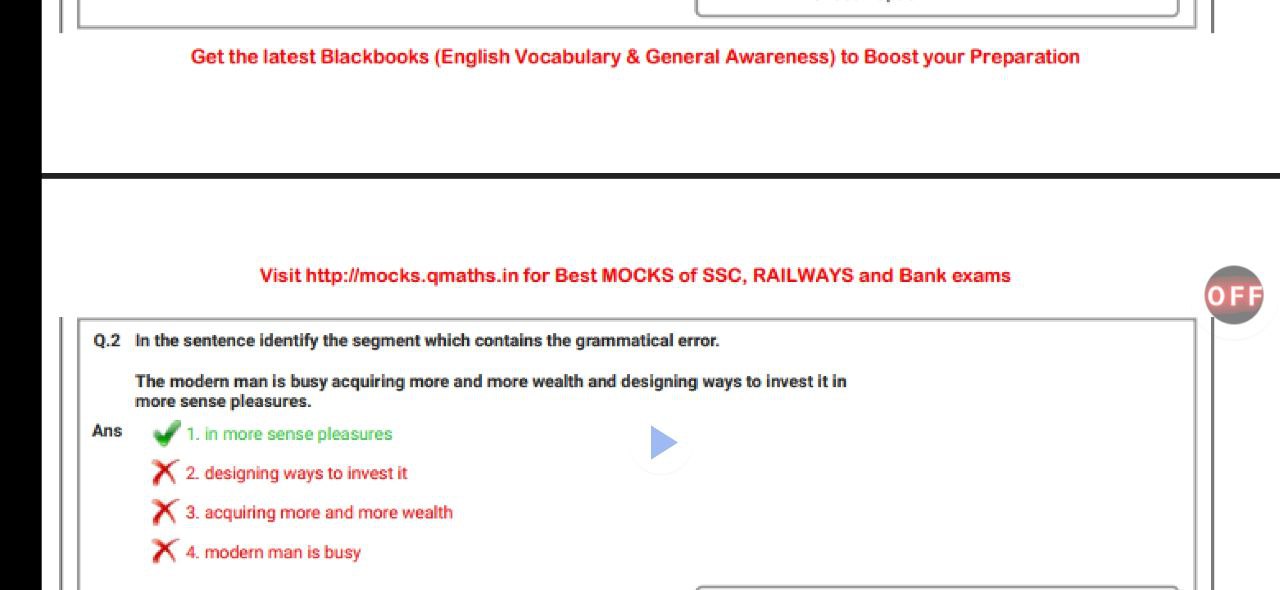 Get the latest Blackbooks (English Vocabulary & General Awareness) to Boost your Preparation
Visit http://mocks.qmaths.in for Best MOCKS of SSC, RAILWAYS and Bank exams
OFF
Q.2 In the sentence identify the segment which contains the grammatical error.
The modern man is busy acquiring more and more wealth and designing ways to invest it in
more sense pleasures.
Ans 1. in more sense pleasures
2. designing ways to invest it
3. acquiring more and more wealth
4. modern man is busy